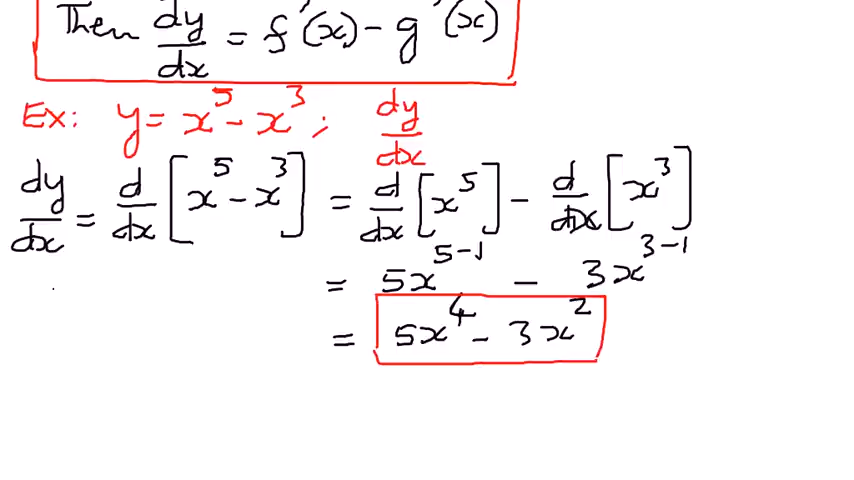 Then dy/dx = f'(x) - g'(x)
Ex: y = x^5 - x^3 ; dy/dx
dy/dx = d/dx [x^5 - x^3] = d/dx [x^5] - d/dx [x^3]
= 5x^{5-1} - 3x^{3-1}
= 5x^4 - 3x^2